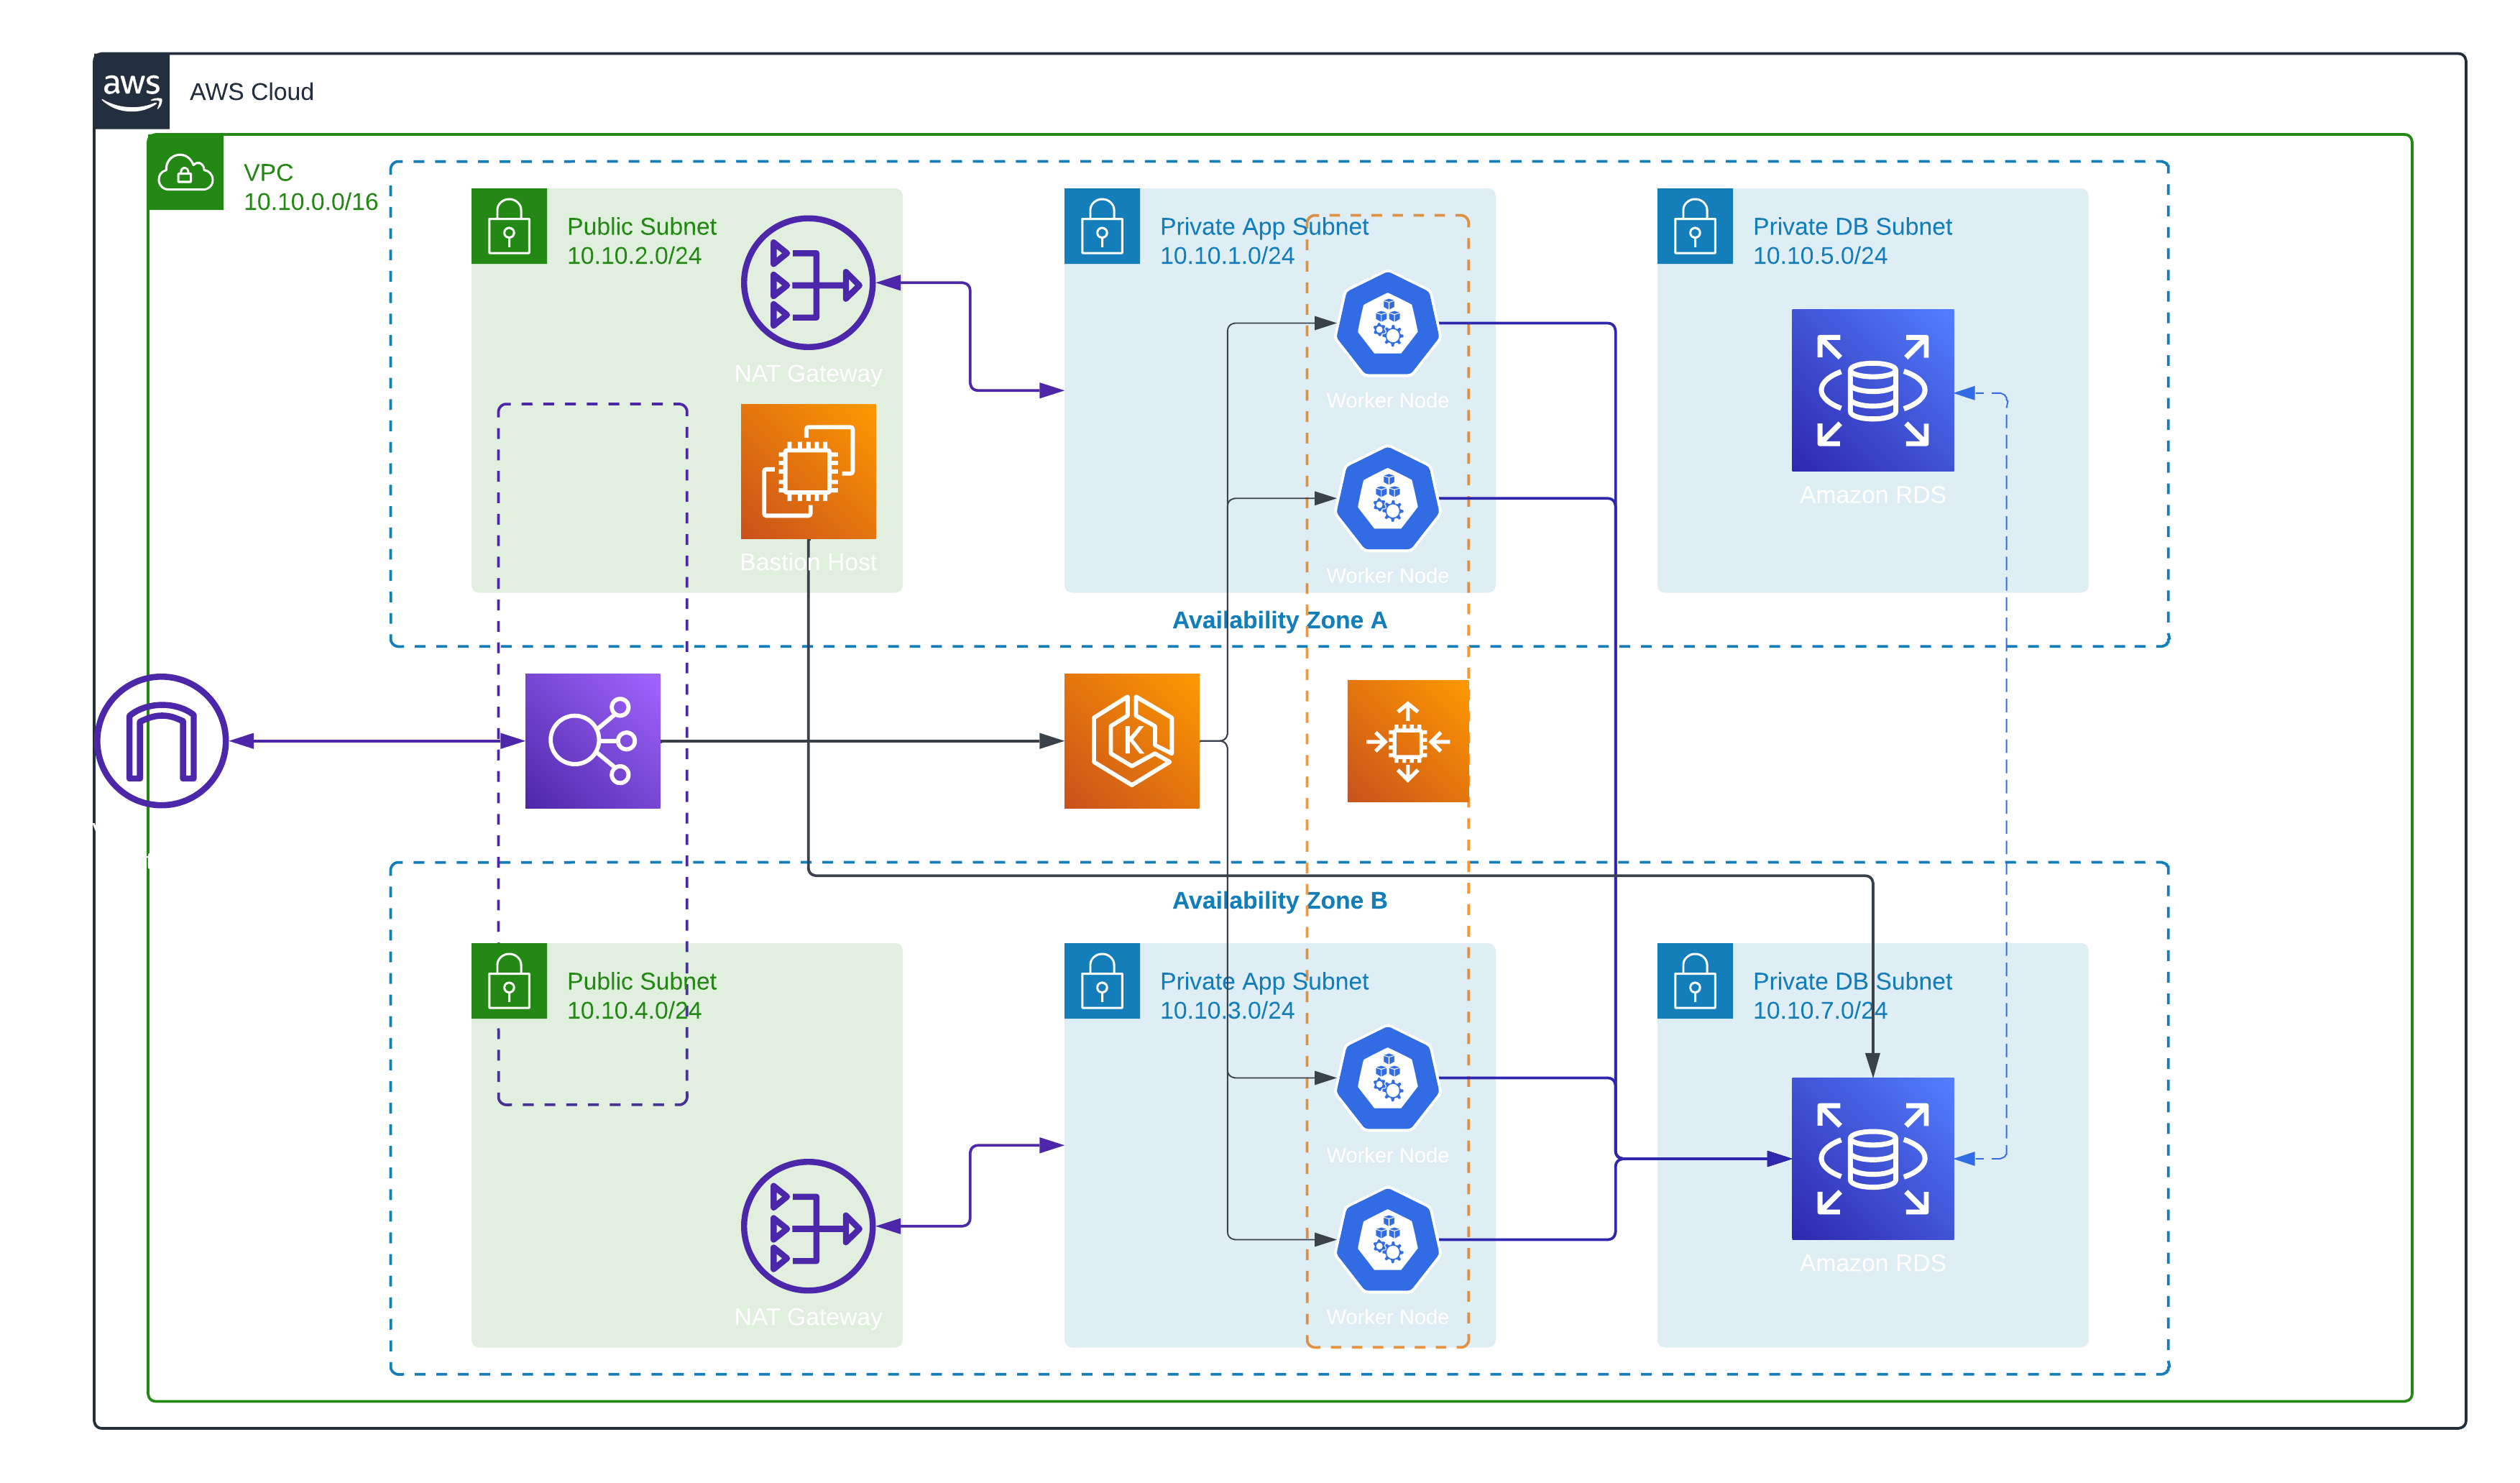 aws
AWS Cloud
VPC
10.10.0.0/16
Public Subnet
10.10.2.0/24
NAT Gateway
Bastion Host
Private App Subnet
10.10.1.0/24
Worker Node
Worker Node
Private DB Subnet
10.10.5.0/24
Amazon RDS
Availability Zone A
K
Availability Zone B
Public Subnet
10.10.4.0/24
NAT Gateway
Private App Subnet
10.10.3.0/24
Worker Node
Worker Node
Private DB Subnet
10.10.7.0/24
Amazon RDS